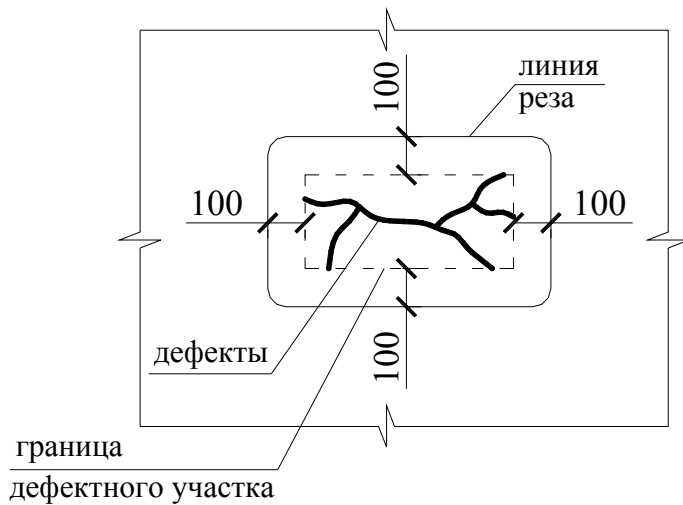 линия
реза
100
100
100
дефекты
100
граница
дефектного участка